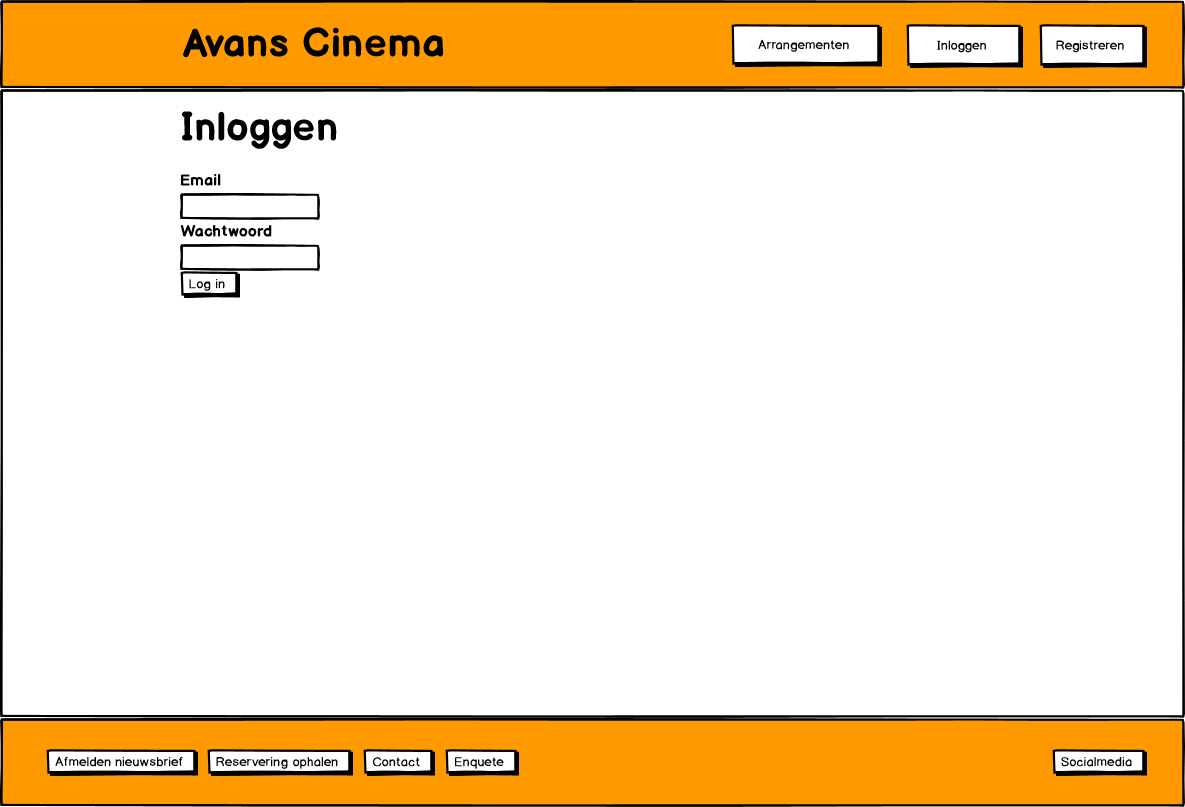 Avans Cinema
Arrangementen
Inloggen
Registreren
Inloggen
Email
Wachtwoord
Log in
Afmelden nieuwsbrief
Reservering ophalen
Contact
Enquete
Socialmedia